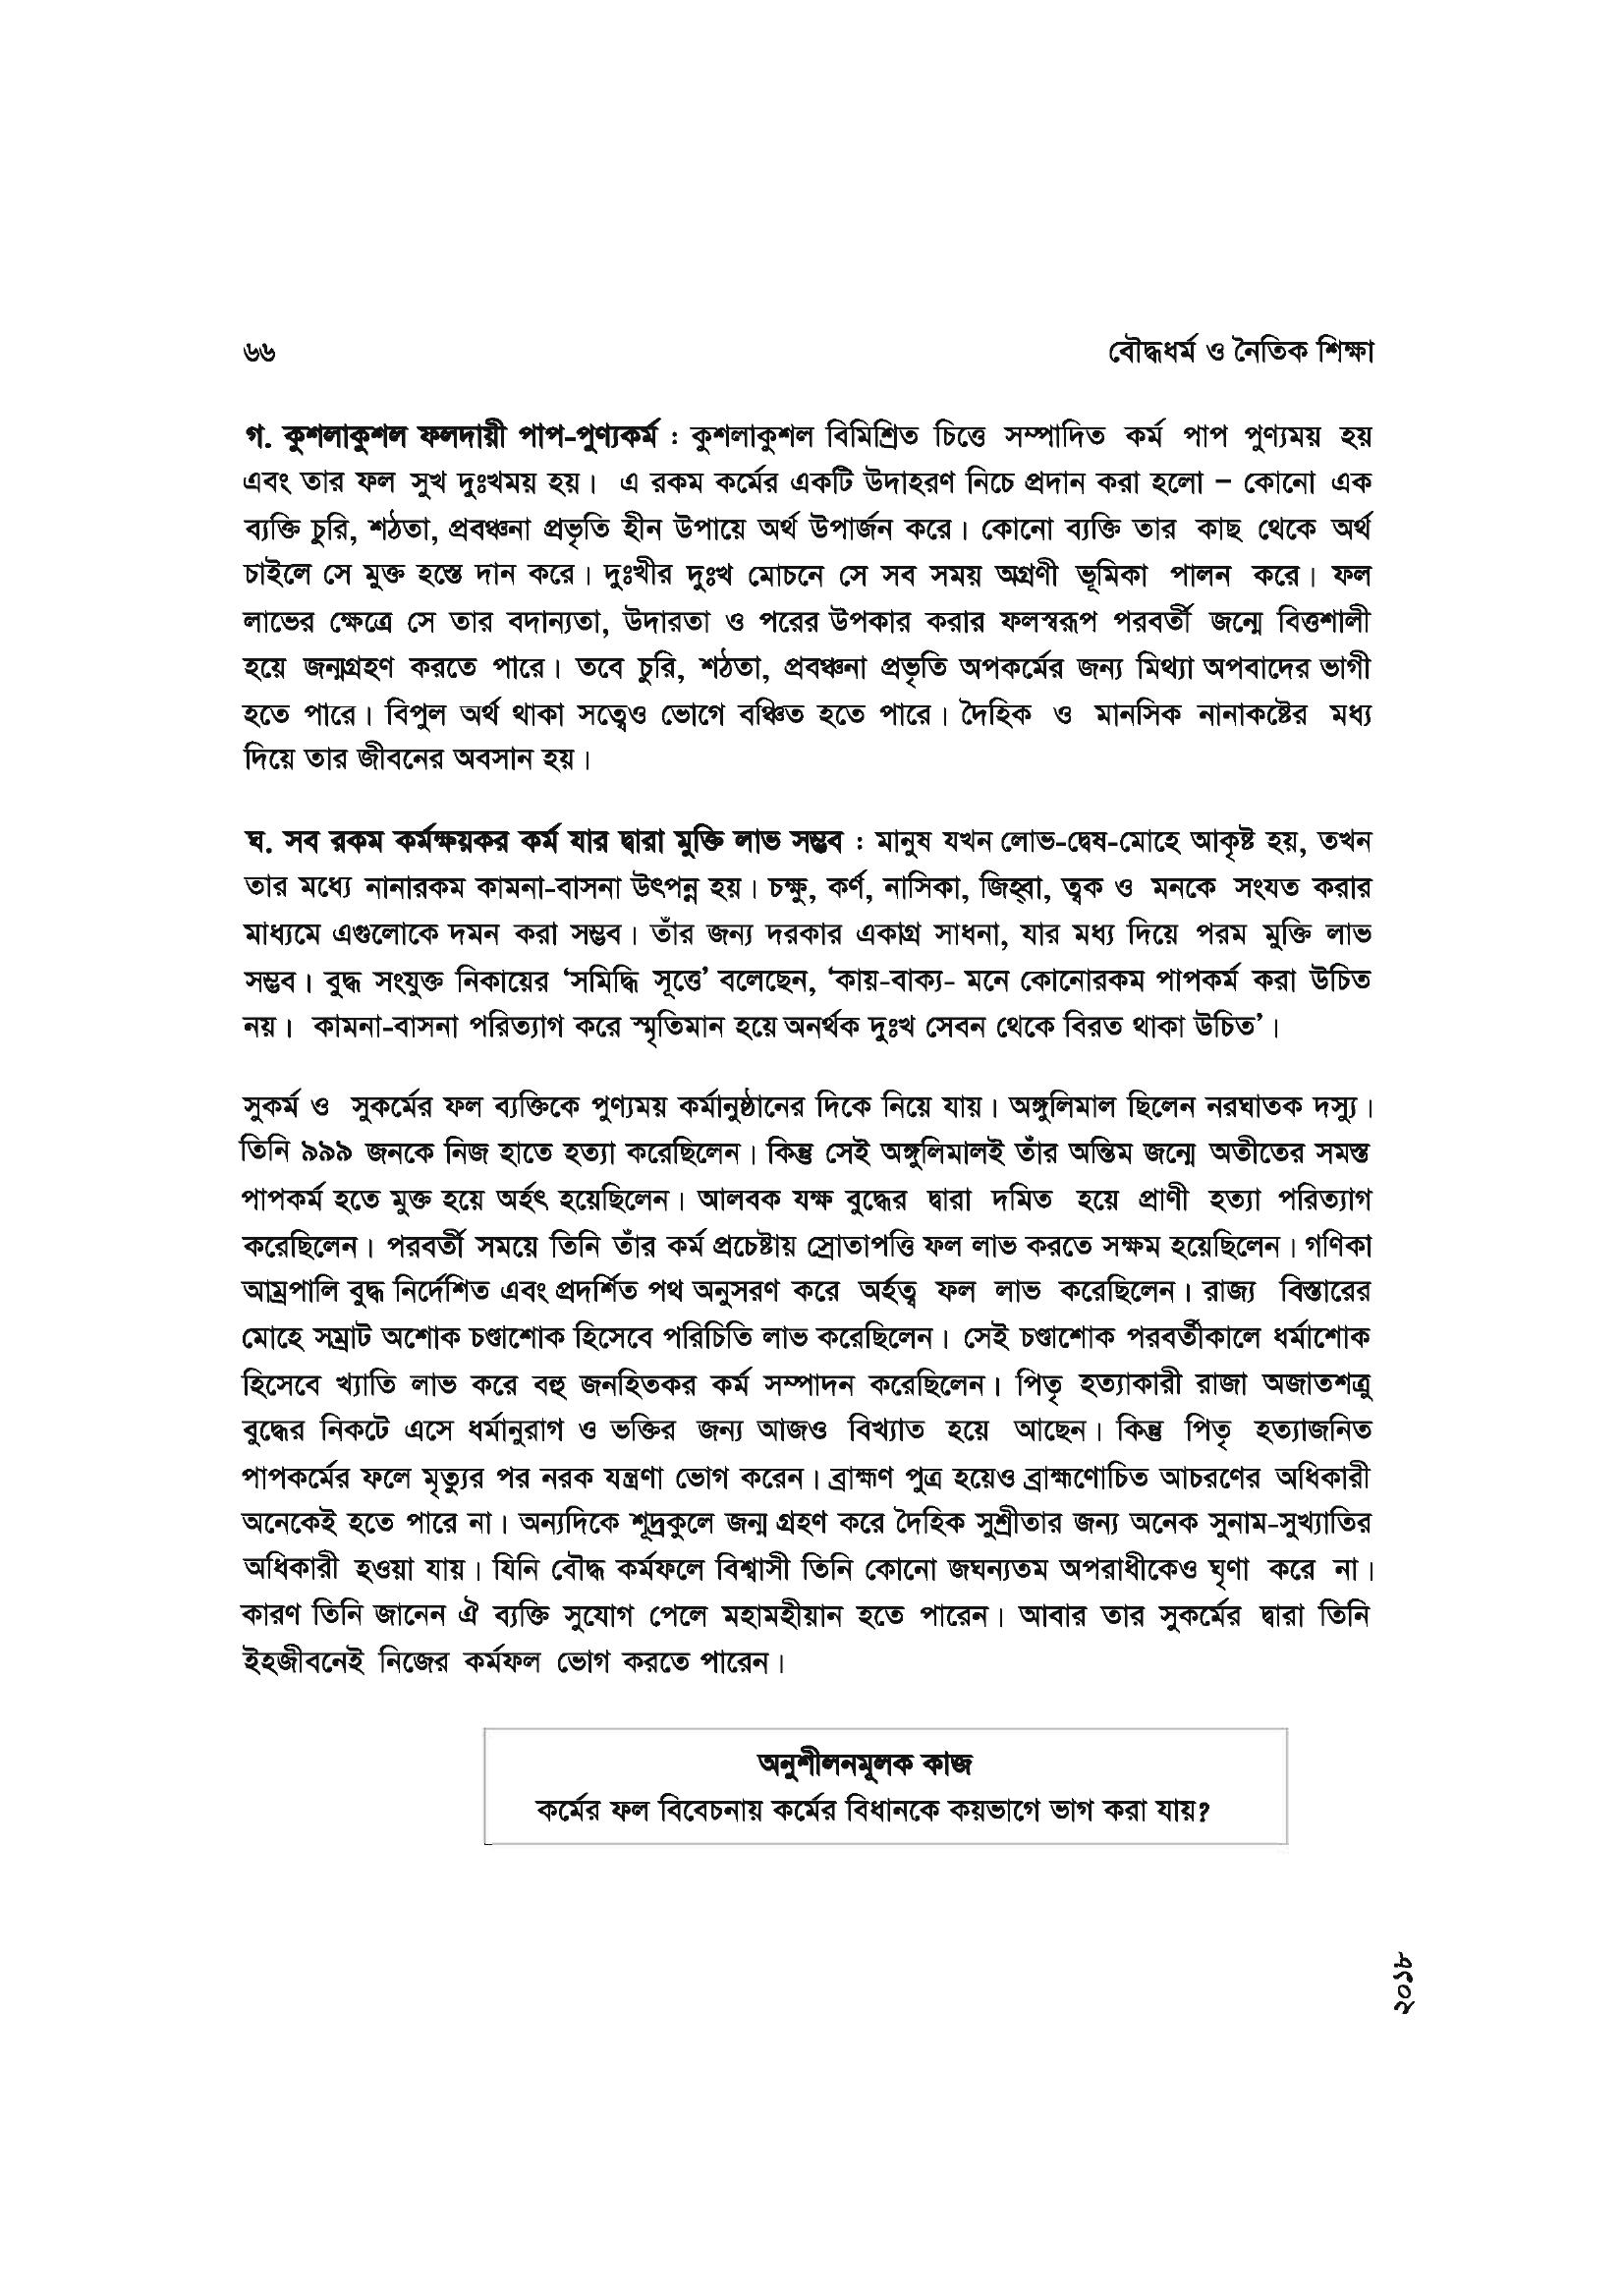 ৬৬
বৌদ্ধধর্ম ও নৈতিক শিক্ষা
গ. কুশলাকুশল ফলদায়ী পাপ-পুণ্যকর্ম : কুশলাকুশল বিমিশ্রিত চিত্তে সম্পাদিত কর্ম পাপ পুণ্যময় হয়
এবং তার ফল সুখ দুঃখময় হয়। এ রকম কর্মের একটি উদাহরণ নিচে প্রদান করা হলো – কোনো এক
ব্যক্তি চুরি, শঠতা, প্রবঞ্চনা প্রভৃতি হীন উপায়ে অর্থ উপার্জন করে। কোনো ব্যক্তি তার কাছ থেকে অর্থ
চাইলে সে মুক্ত হস্তে দান করে। দুঃখীর দুঃখ মোচনে সে সব সময় অগ্রণী ভূমিকা পালন করে। ফল
লাভের ক্ষেত্রে সে তার বদান্যতা, উদারতা ও পরের উপকার করার ফলস্বরূপ পরবর্তী জন্মে বিত্তশালী
হয়ে জন্মগ্রহণ করতে পারে। তবে চুরি, শঠতা, প্রবঞ্চনা প্রভৃতি অপকর্মের জন্য মিথ্যা অপবাদের ভাগী
হতে পারে। বিপুল অর্থ থাকা সত্ত্বেও ভোগে বঞ্চিত হতে পারে। দৈহিক ও মানসিক নানাকষ্টের মধ্য
দিয়ে তার জীবনের অবসান হয়।
ঘ. সব রকম কর্মক্ষয়কর কর্ম যার দ্বারা মুক্তি লাভ সম্ভব : মানুষ যখন লোভ-দ্বেষ-মোহে আকৃষ্ট হয়, তখন
তার মধ্যে নানারকম কামনা-বাসনা উৎপন্ন হয়। চক্ষু, কর্ণ, নাসিকা, জিহ্বা, ত্বক ও মনকে সংযত করার
মাধ্যমে এগুলোকে দমন করা সম্ভব। তাঁর জন্য দরকার একাগ্র সাধনা, যার মধ্য দিয়ে পরম মুক্তি লাভ
সম্ভব। বুদ্ধ সংযুক্ত নিকায়ের ‘সমিদ্ধি সূত্তে’ বলেছেন, ‘কায়-বাক্য- মনে কোনোরকম পাপকর্ম করা উচিত
নয়। কামনা-বাসনা পরিত্যাগ করে স্মৃতিমান হয়ে অনর্থক দুঃখ সেবন থেকে বিরত থাকা উচিত’।
সুকর্ম ও সুকর্মের ফল ব্যক্তিকে পুণ্যময় কর্মানুষ্ঠানের দিকে নিয়ে যায়। অঙ্গুলিমাল ছিলেন নরঘাতক দস্যু।
তিনি ৯৯৯ জনকে নিজ হাতে হত্যা করেছিলেন। কিন্তু সেই অঙ্গুলিমালই তাঁর অন্তিম জন্মে অতীতের সমস্ত
পাপকর্ম হতে মুক্ত হয়ে অর্হৎ হয়েছিলেন। আলবক যক্ষ বুদ্ধের দ্বারা দমিত হয়ে প্রাণী হত্যা পরিত্যাগ
করেছিলেন। পরবর্তী সময়ে তিনি তাঁর কর্ম প্রচেষ্টায় স্রোতাপত্তি ফল লাভ করতে সক্ষম হয়েছিলেন। গণিকা
আম্রপালি বুদ্ধ নির্দেশিত এবং প্রদর্শিত পথ অনুসরণ করে অর্হত্ব ফল লাভ করেছিলেন। রাজ্য বিস্তারের
মোহে সম্রাট অশোক চণ্ডাশোক হিসেবে পরিচিতি লাভ করেছিলেন। সেই চণ্ডাশোক পরবর্তীকালে ধর্মাশোক
হিসেবে খ্যাতি লাভ করে বহু জনহিতকর কর্ম সম্পাদন করেছিলেন। পিতৃ হত্যাকারী রাজা অজাতশত্রু
বুদ্ধের নিকটে এসে ধর্মানুরাগ ও ভক্তির জন্য আজও বিখ্যাত হয়ে আছেন। কিন্তু পিতৃ হত্যাজনিত
পাপকর্মের ফলে মৃত্যুর পর নরক যন্ত্রণা ভোগ করেন। ব্রাহ্মণ পুত্র হয়েও ব্রাহ্মণোচিত আচরণের অধিকারী
অনেকেই হতে পারে না। অন্যদিকে শূদ্রকুলে জন্ম গ্রহণ করে দৈহিক সুশ্রীতার জন্য অনেক সুনাম-সুখ্যাতির
অধিকারী হওয়া যায়। যিনি বৌদ্ধ কর্মফলে বিশ্বাসী তিনি কোনো জঘন্যতম অপরাধীকেও ঘৃণা করে না।
কারণ তিনি জানেন ঐ ব্যক্তি সুযোগ পেলে মহামহীয়ান হতে পারেন। আবার তার সুকর্মের দ্বারা তিনি
ইহজীবনেই নিজের কর্মফল ভোগ করতে পারেন।
অনুশীলনমূলক কাজ
কর্মের ফল বিবেচনায় কর্মের বিধানকে কয়ভাগে ভাগ করা যায়?
২০১৮